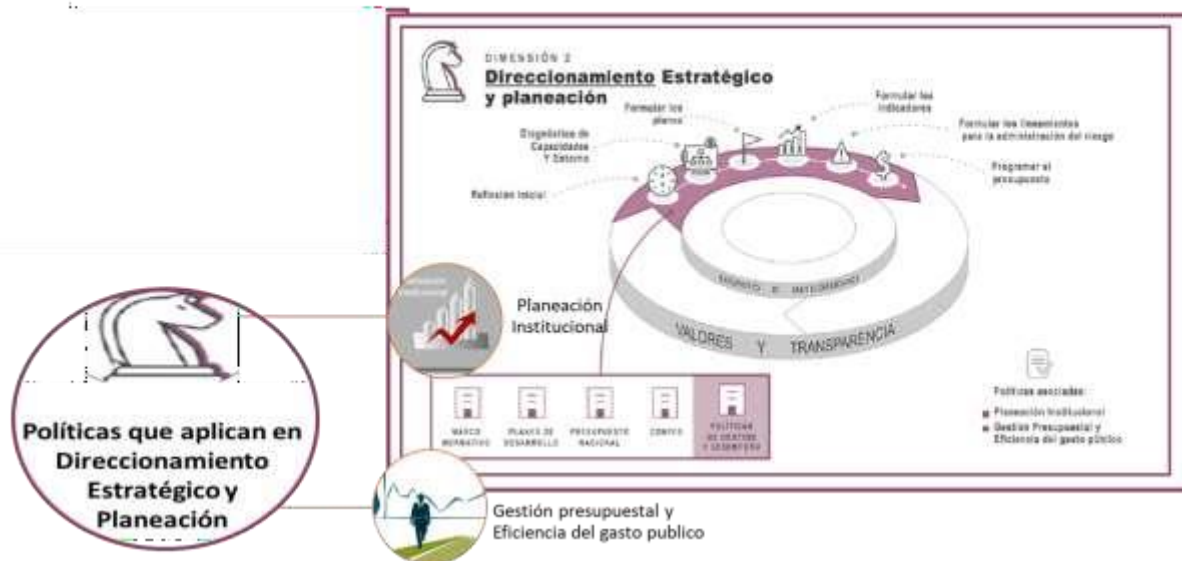 DIMENSIÓN 2
Direccionamiento Estratégico
y planeación
Formular los
planes
Formular los
indicadores
Diagnóstico de
Capacidades
Y Entorno
Formular los lineamientos
para la administración del riesgo
Reflexión inicial
Programar el
presupuesto
VALORES Y TRANSPARENCIA
Planeación
Institucional
MARCO
NORMATIVO
PLANES DE
DESARROLLO
PRESUPUESTO
NACIONAL
CONPES
POLÍTICAS
DE GESTIÓN
Y DESEMPEÑO
Políticas asociadas:
Planeación Institucional
Gestión Presupuestal y
Eficiencia del gasto público
Políticas que aplican en
Direccionamiento
Estratégico y
Planeación
Gestión presupuestal y
Eficiencia del gasto publico